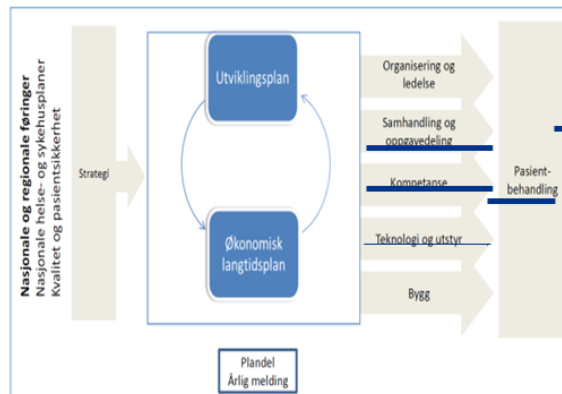 Nasjonale og regionale føringer
Nasjonale helse- og sykehusplaner
Kvalitet og pasientsikkerhet
Strategi
Utviklingsplan
Økonomisk
langtidsplan
Organisering og
ledelse
Samhandling og
oppgavedeling
Kompetanse
Teknologi og utstyr
Bygg
Pasient-
behandling
Plandel
Årlig melding